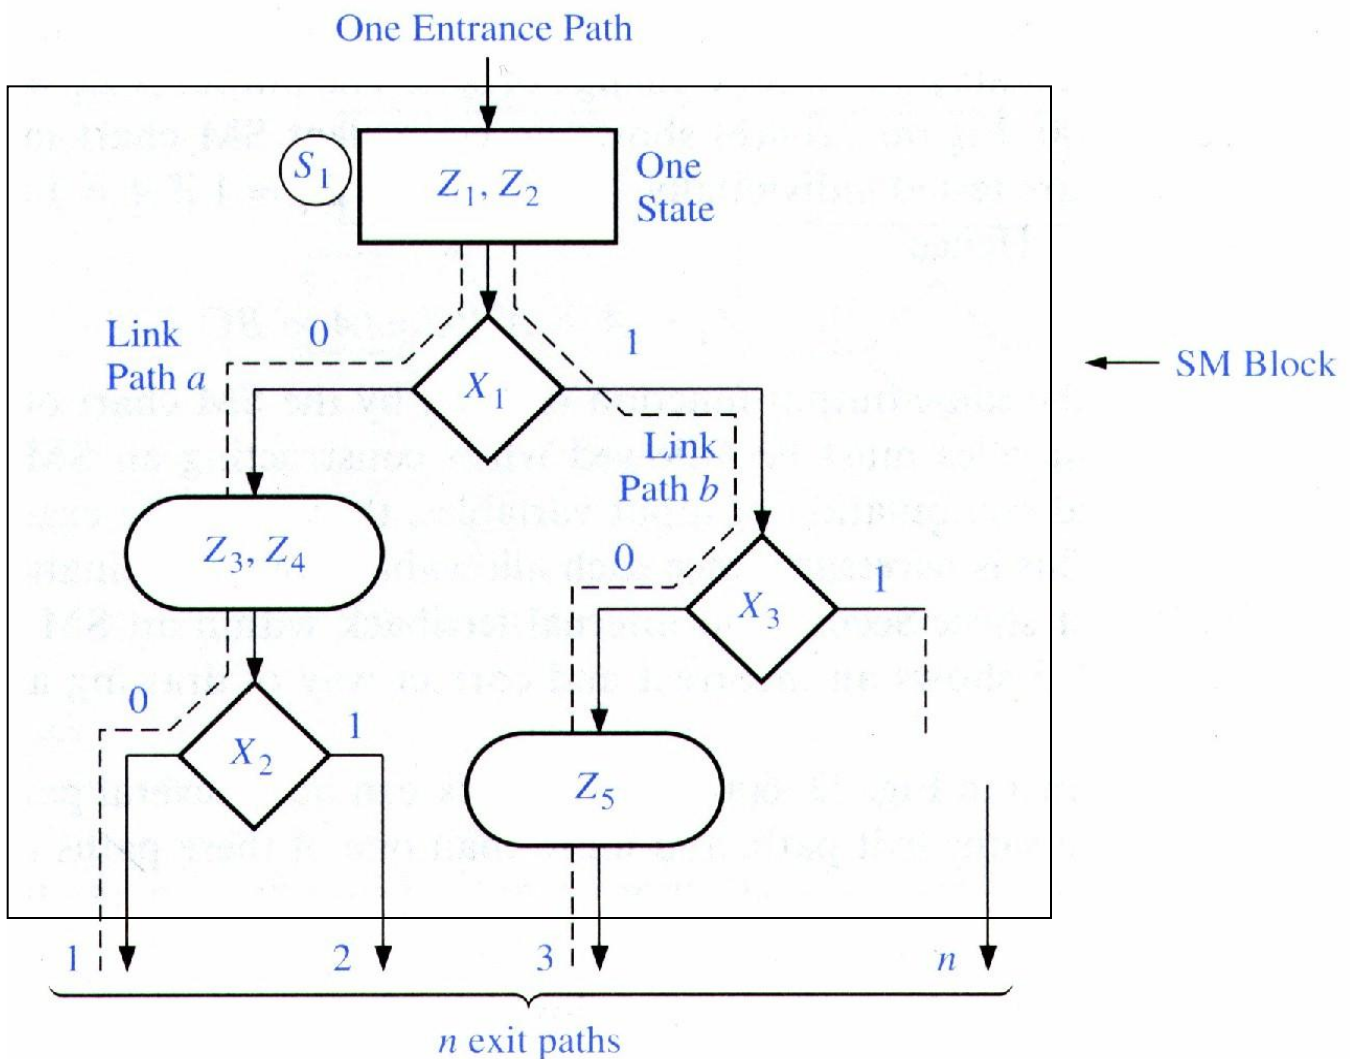 One Entrance Path
S1
Z1, Z2
One
State
Link
Path a
0
X1
1
SM Block
Link
Path b
Z3, Z4
0
X3
1
0
X2
1
Z5
1
2
3
n
n exit paths